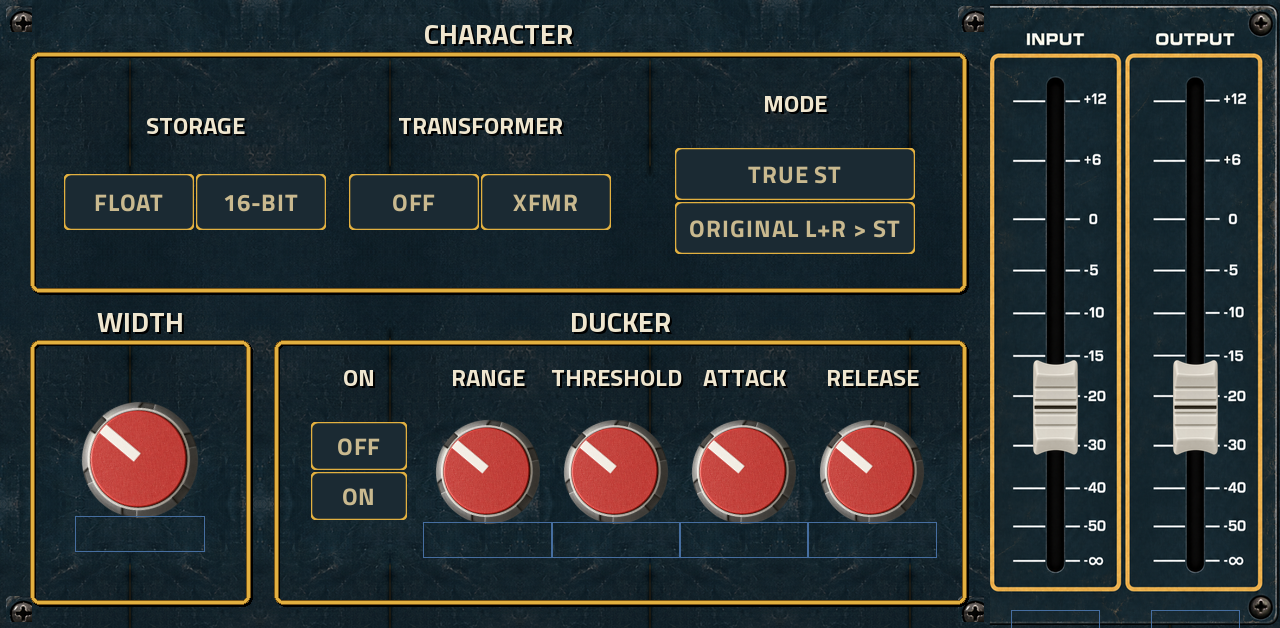 CHARACTER
INPUT OUTPUT
STORAGE TRANSFORMER MODE
FLOAT 16-BIT OFF XFMR
TRUE ST
ORIGINAL L+R > ST
WIDTH DUCKER
ON RANGE THRESHOLD ATTACK RELEASE
OFF
ON
+12 +12
+6 +6
0 0
-5 -5
-10 -10
-15 -15
-20 -20
-30 -30
-40 -40
-50 -50
-∞ -∞